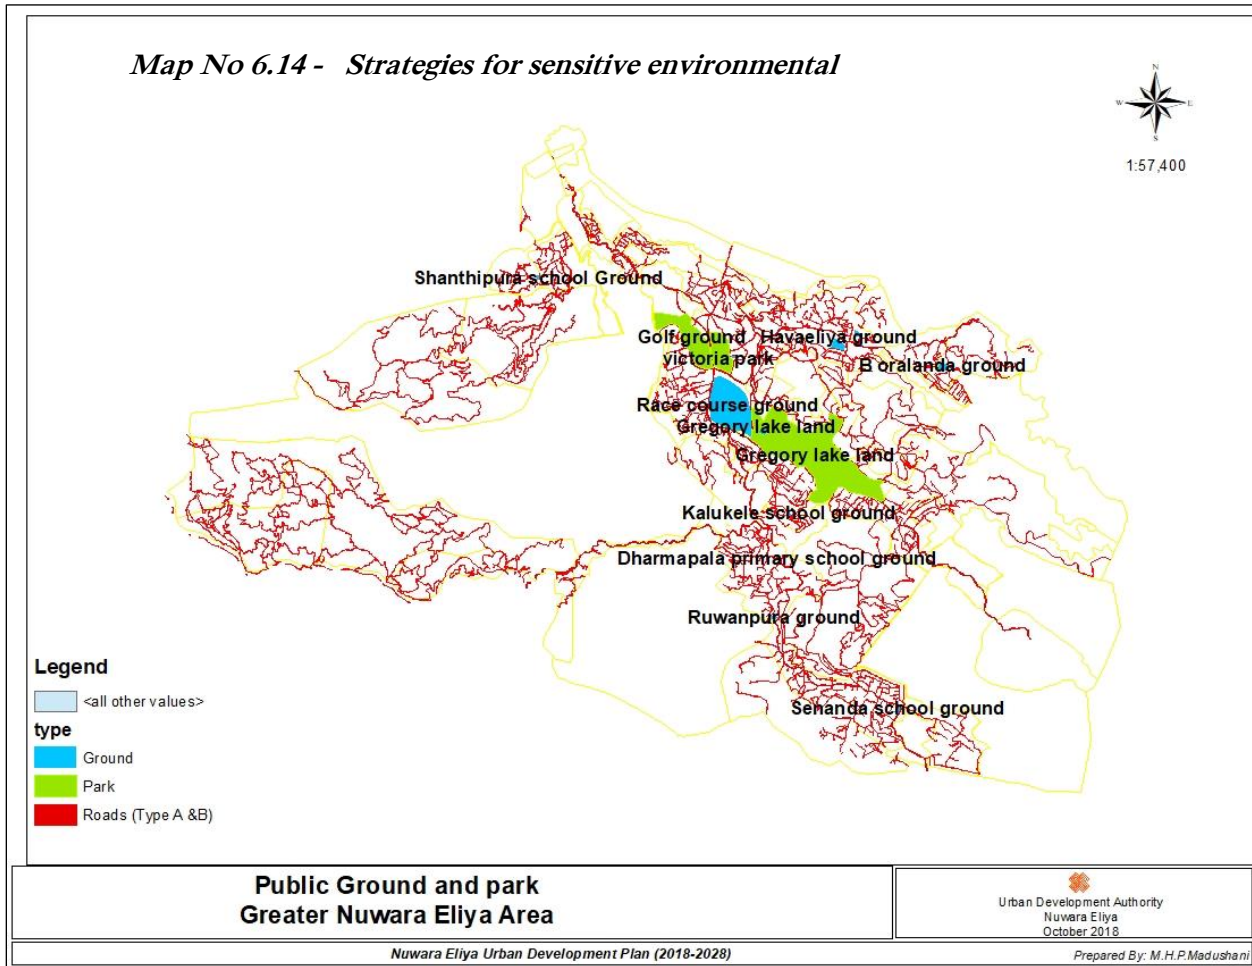 Map No 6.14 - Strategies for sensitive environmental
N
W
E
S
1:57,400
Shanthipura school Ground
Golf ground
Havaeliya ground
victoria park
B oralanda ground
Race course ground
Gregory lake land
Gregory lake land
Kalukele school ground
Dharmapala primary school ground
Ruwanpura ground
Senanda school ground
Legend
<all other values>
type
Ground
Park
Roads (Type A &B)
Public Ground and park
Greater Nuwara Eliya Area
Urban Development Authority
Nuwara Eliya
October 2018
Nuwara Eliya Urban Development Plan (2018-2028)
Prepared By: M.H.P.Madushani